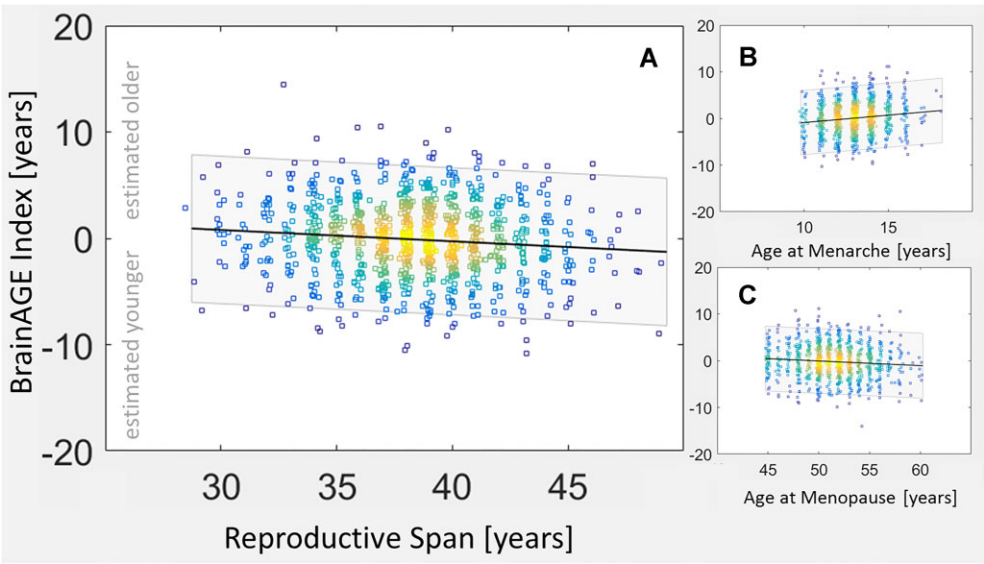 A
BrainAGE Index [years]
estimated older
estimated younger
20
10
0
-10
-20
30
35
40
45
Reproductive Span [years]
B
20
10
0
-10
-20
10
15
Age at Menarche [years]
C
20
10
0
-10
-20
45
50
55
60
Age at Menopause [years]